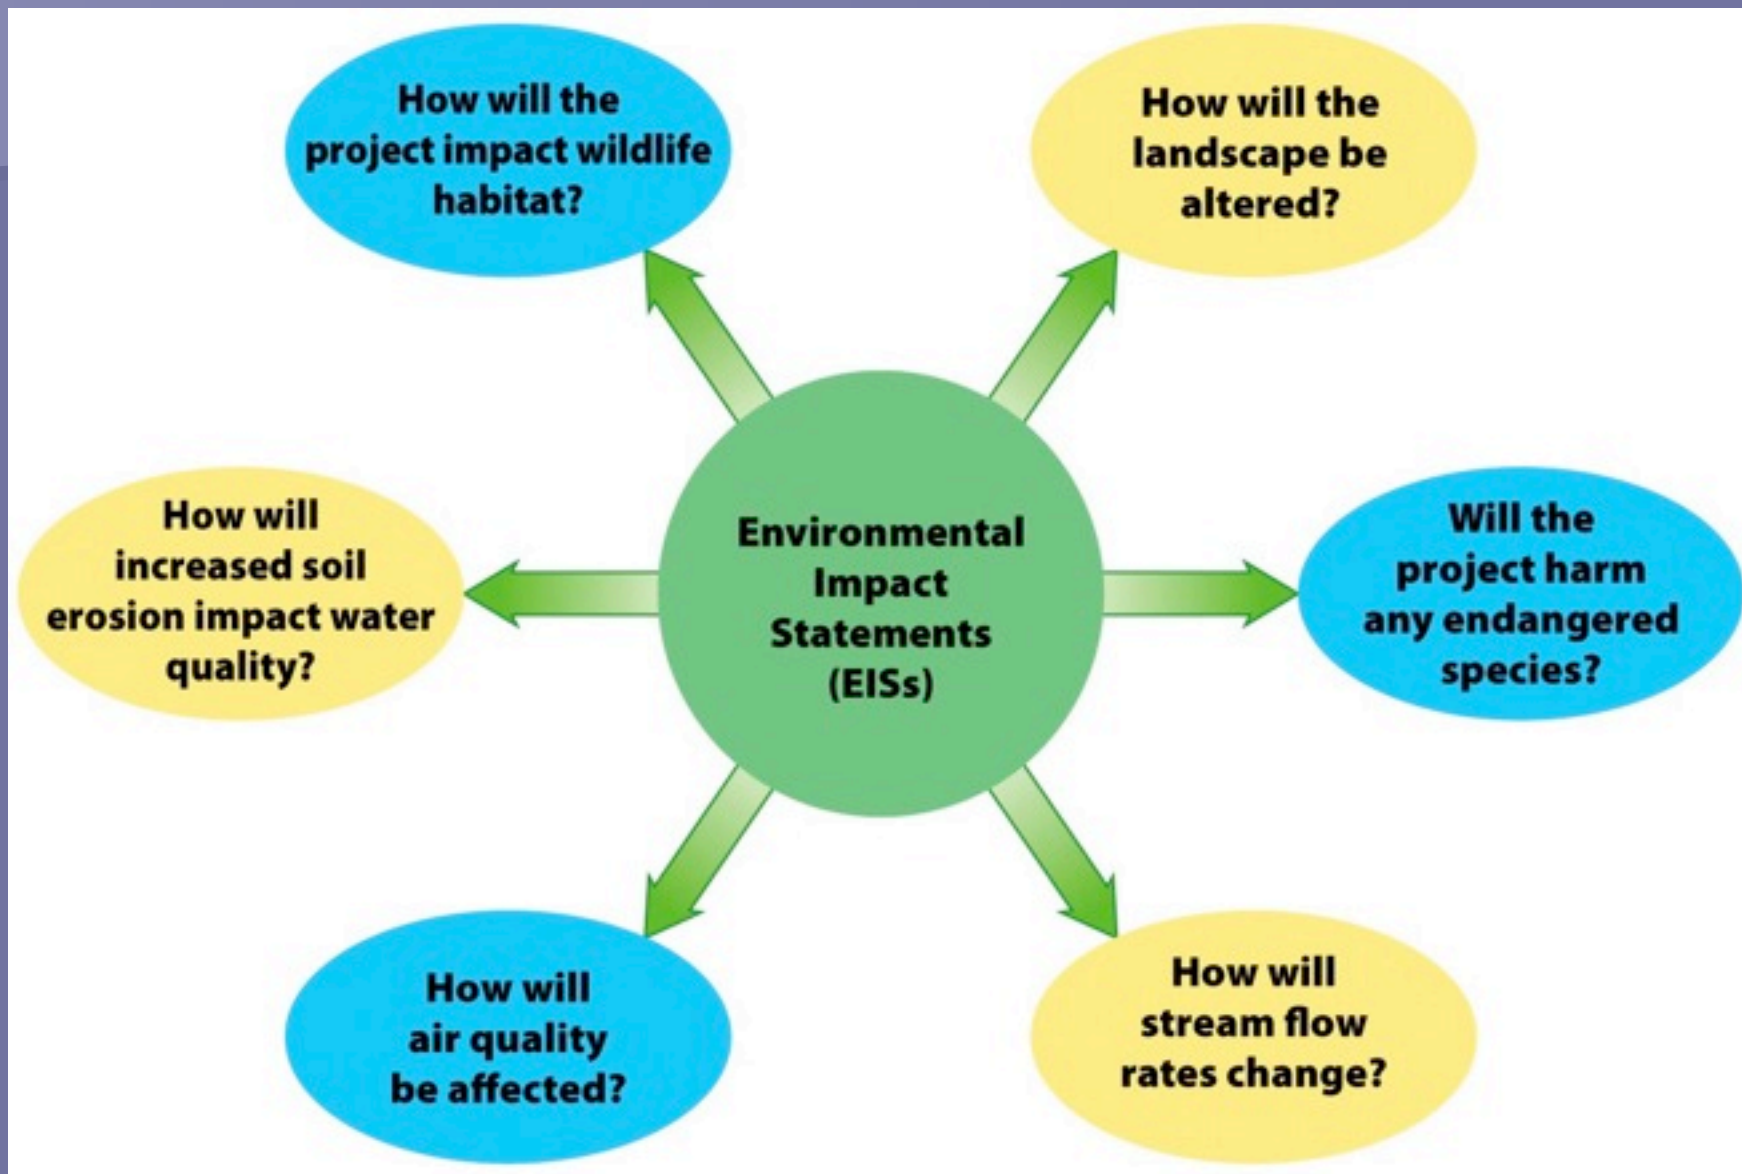 How will the
project impact wildlife
habitat?
How will the
landscape be
altered?
How will
increased soil
erosion impact water
quality?
Environmental
Impact
Statements
(EISs)
Will the
project harm
any endangered
species?
How will
air quality
be affected?
How will
stream flow
rates change?